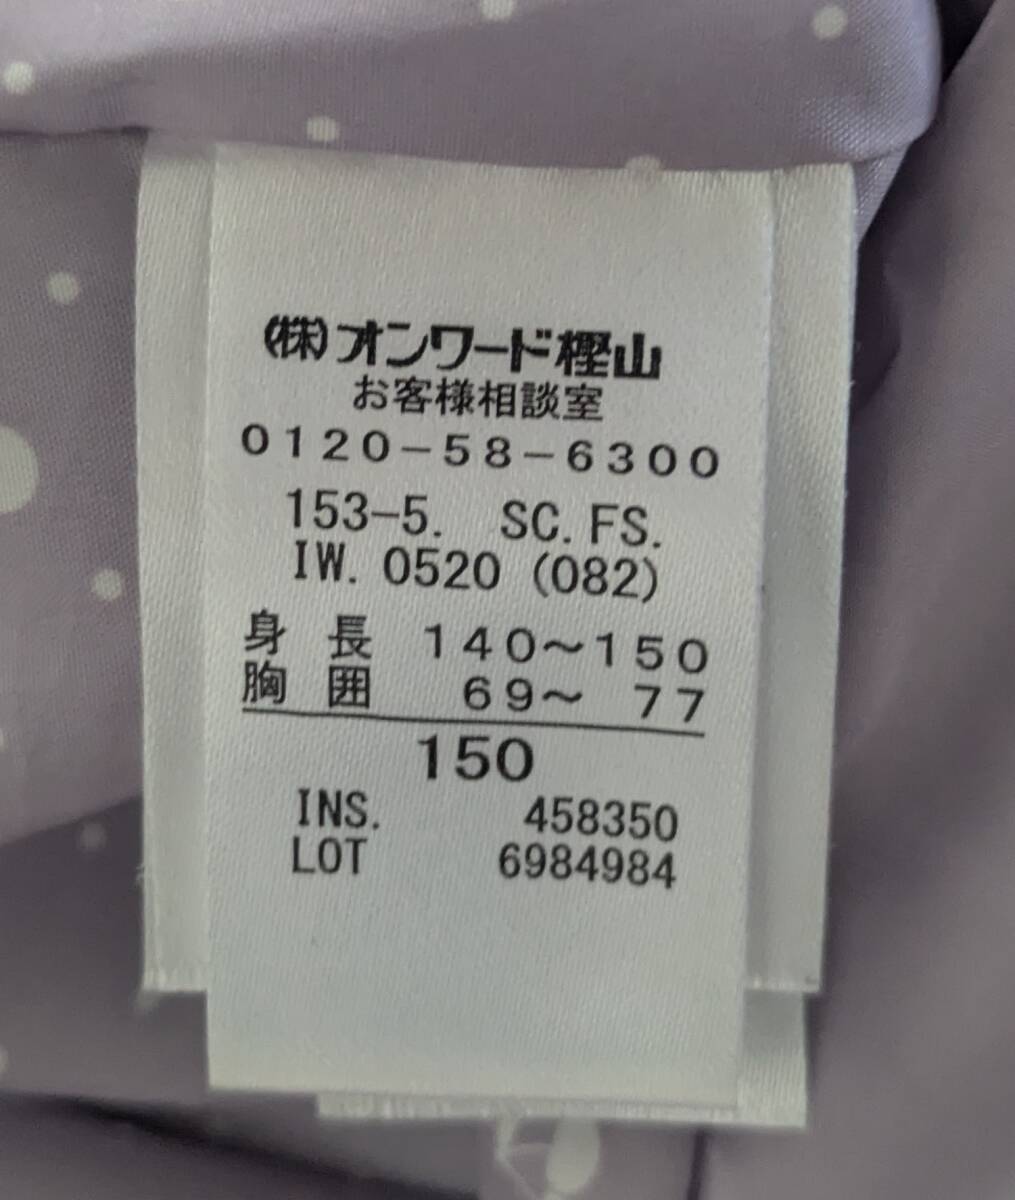 (株)オンワード樫山
お客様相談室
0120-58-6300
153-5. SC.FS.
IW. 0520 (082)
身長 140〜150
胸囲 69〜 77
150
INS. 458350
LOT 6984984